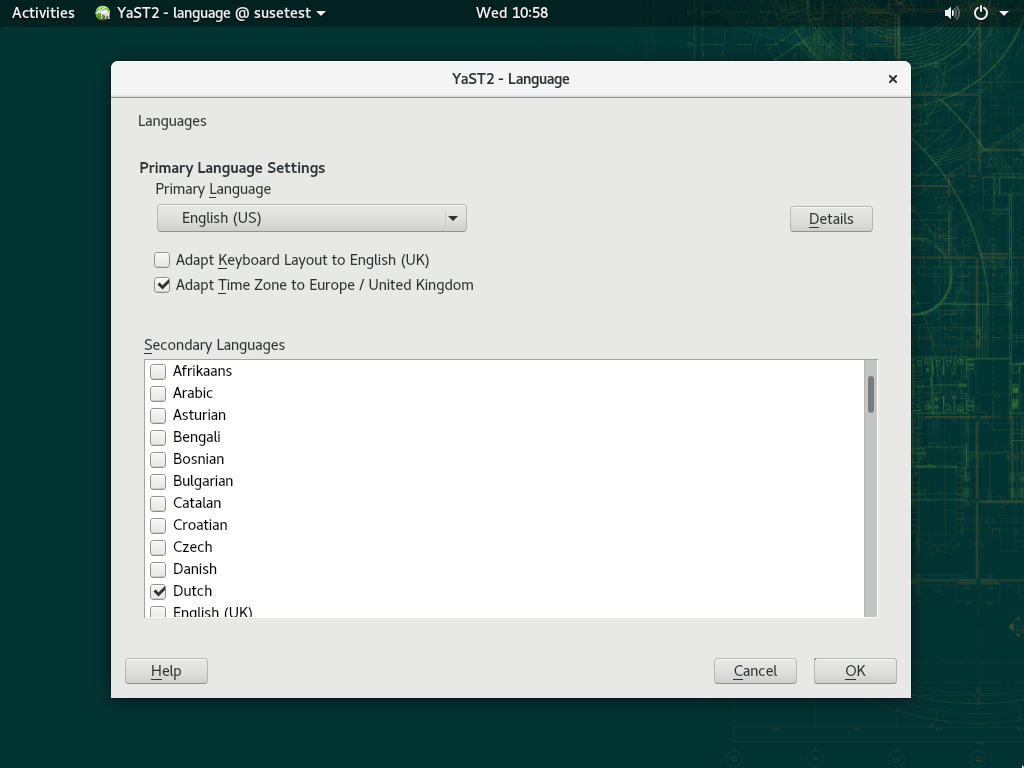 Activities YaST2 - language @ susetest Wed 10:58
YaST2 - Language
Languages
Primary Language Settings
Primary Language
English (US)
Details
Adapt Keyboard Layout to English (UK)
Adapt Time Zone to Europe / United Kingdom
Secondary Languages
Afrikaans
Arabic
Asturian
Bengali
Bosnian
Bulgarian
Catalan
Croatian
Czech
Danish
Dutch
English (UK)
Help Cancel OK